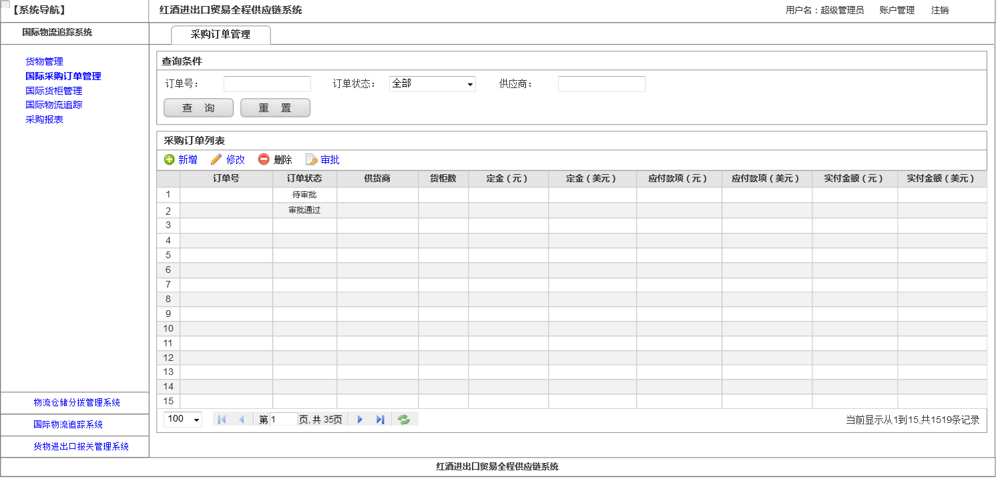 【系统导航】
红酒进出口贸易全程供应链系统
用户名：超级管理员 账户管理 注销
国际物流追踪系统
采购订单管理
货物管理
国际采购订单管理
国际货柜管理
国际物流追踪
采购报表
查询条件
订单号： 订单状态： 全部 供应商：
查 询 重 置
采购订单列表
新增 修改 删除 审批
订单号 订单状态 供货商 货柜数 定金（元） 定金（美元） 应付款项（元） 应付款项（美元） 实付金额（元） 实付金额（美元）
1 待审批
2 审批通过
3
4
5
6
7
8
9
10
11
12
13
14
15
100 第 1 页, 共 35页 当前显示从1到15,共1519条记录
物流仓储分拨管理系统
国际物流追踪系统
货物进出口报关管理系统
红酒进出口贸易全程供应链系统